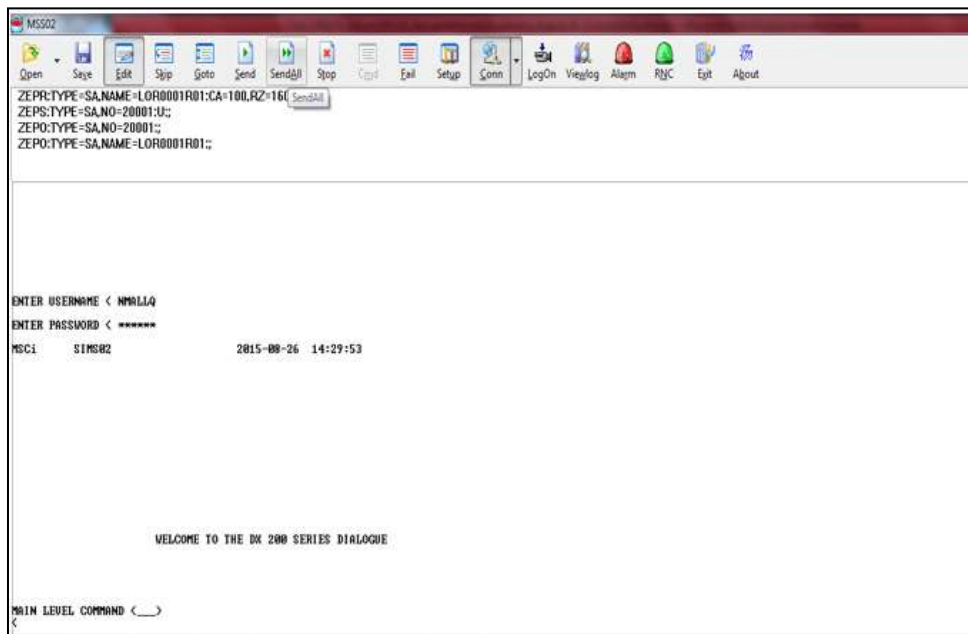 MSS02
Open Save Edit Skip Goto Send SendAll Stop Cmd Fail Setup Conn LogOn Viewlog Alarm RNC Exit About
ZEPR:TYPE=SA,NAME=LOR0001R01:CA=100,RZ=160
SendAll
ZEPS:TYPE=SA,NO=20001:U:;
ZEPO:TYPE=SA,NO=20001:;
ZEPO:TYPE=SA,NAME=LOR0001R01:;
ENTER USERNAME < NMALLQ
ENTER PASSWORD < ******
MSCi SIMS02 2015-08-26 14:29:53
WELCOME TO THE DX 200 SERIES DIALOGUE
MAIN LEVEL COMMAND <___>
<